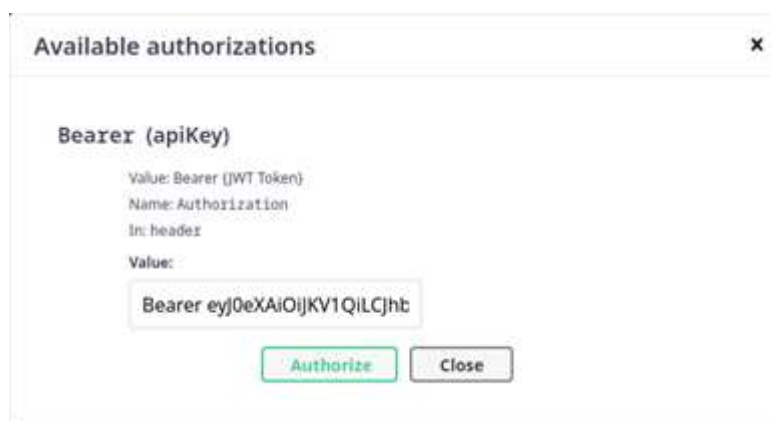 Available authorizations
×
Bearer (apiKey)
Value: Bearer {JWT Token}
Name: Authorization
In: header
Value:
Bearer eyJ0eXAiOiJKV1QiLCJhb
Authorize Close